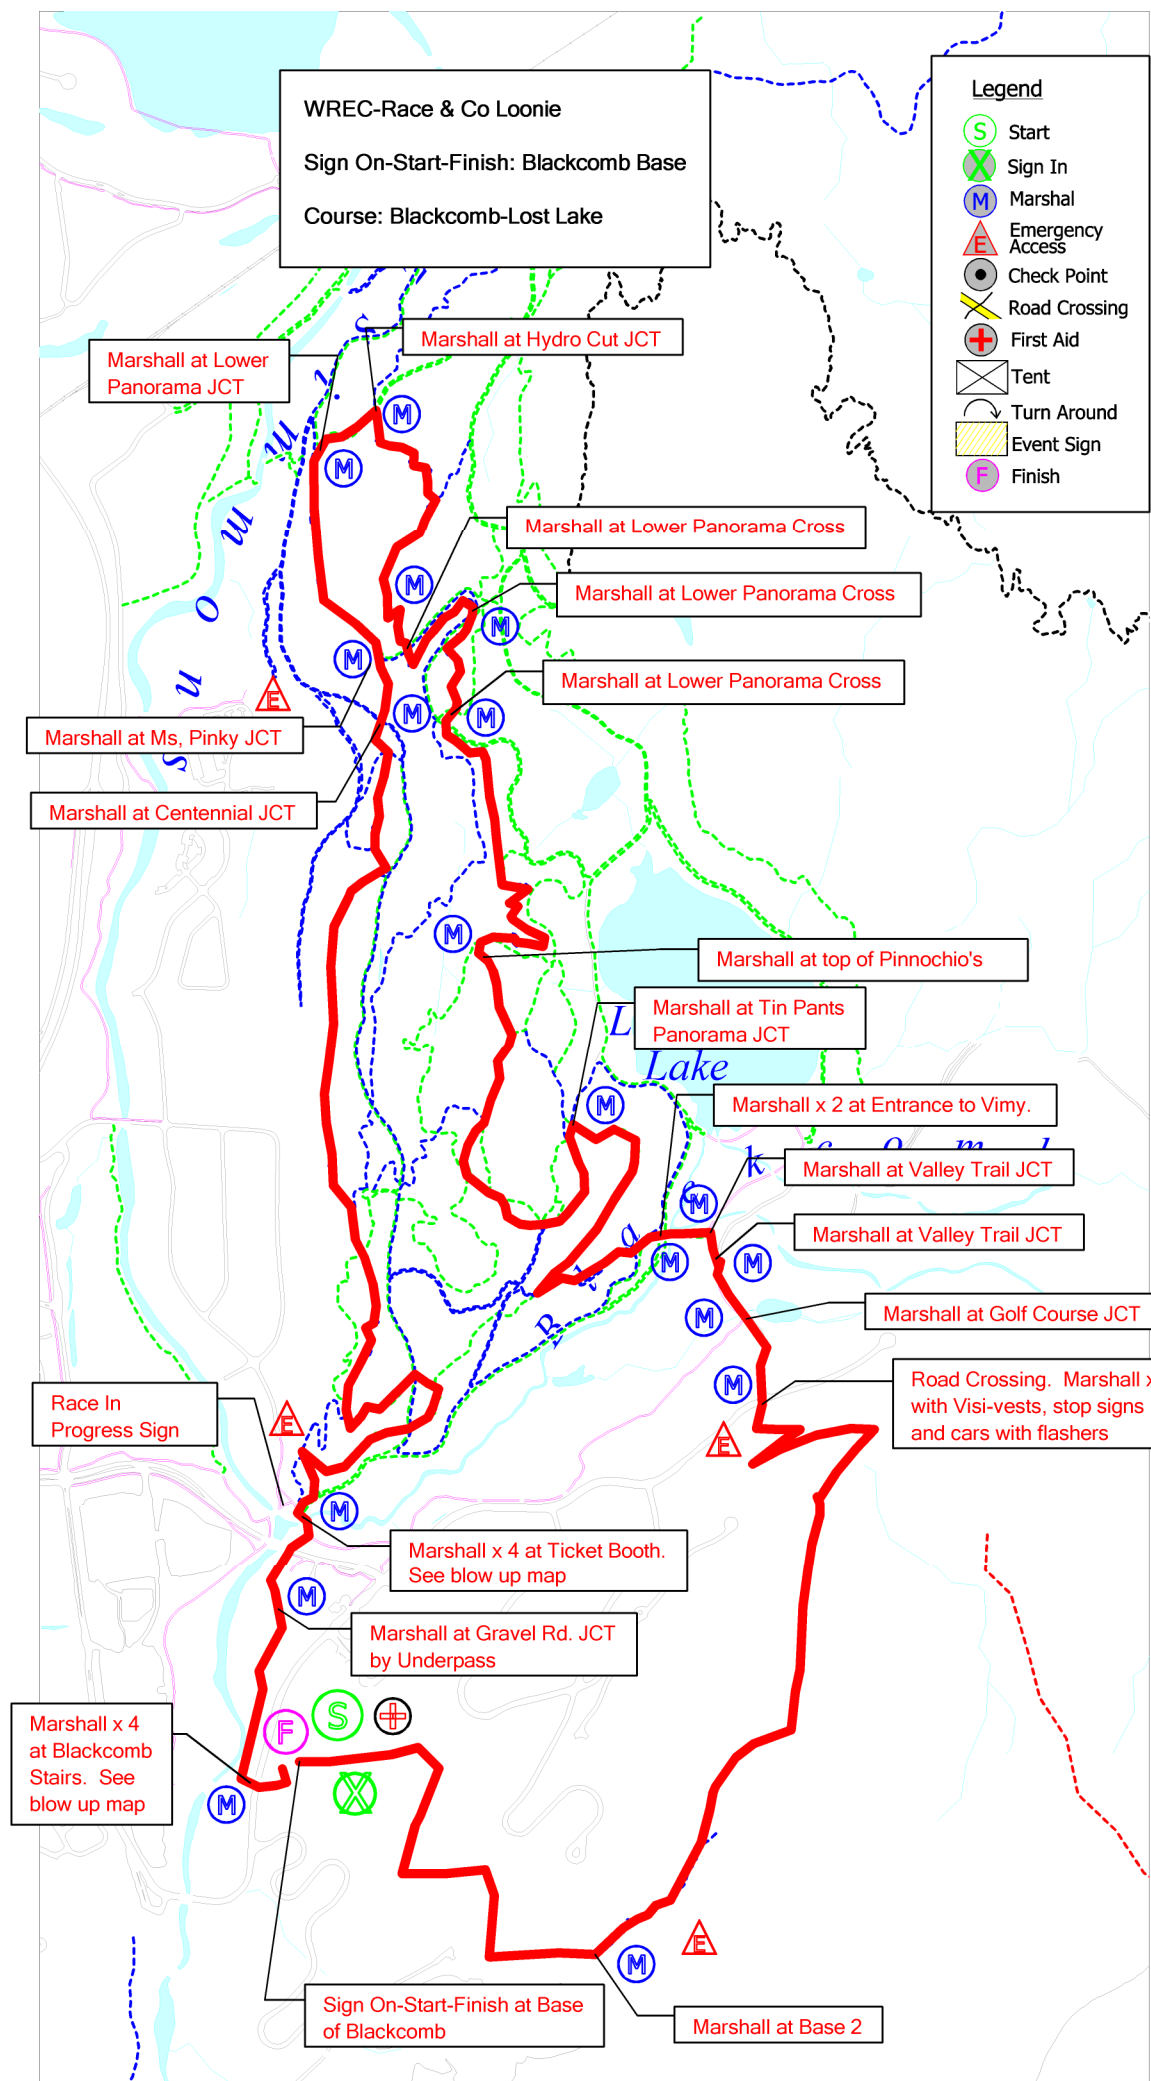 WREC-Race & Co Loonie
Sign On-Start-Finish: Blackcomb Base
Course: Blackcomb-Lost Lake
Legend
S Start
X Sign In
M Marshal
E Emergency
Access
Check Point
Road Crossing
First Aid
Tent
Turn Around
Event Sign
F Finish
Marshall at Hydro Cut JCT
Marshall at Lower
Panorama JCT
M
M
Marshall at Lower Panorama Cross
M
Marshall at Lower Panorama Cross
M
M
Marshall at Lower Panorama Cross
E
M
M
Marshall at Ms, Pinky JCT
Marshall at Centennial JCT
M
Marshall at top of Pinnochio's
Marshall at Tin Pants
Panorama JCT
L
Lake
M
Marshall x 2 at Entrance to Vimy.
Marshall at Valley Trail JCT
M
Marshall at Valley Trail JCT
M
M
Marshall at Golf Course JCT
M
M
Road Crossing. Marshall x
with Visi-vests, stop signs
and cars with flashers
Race In
Progress Sign
E
E
M
Marshall x 4 at Ticket Booth.
See blow up map
M
Marshall at Gravel Rd. JCT
by Underpass
Marshall x 4
at Blackcomb
Stairs. See
blow up map
F
S
X
M
E
M
Sign On-Start-Finish at Base
of Blackcomb
Marshall at Base 2